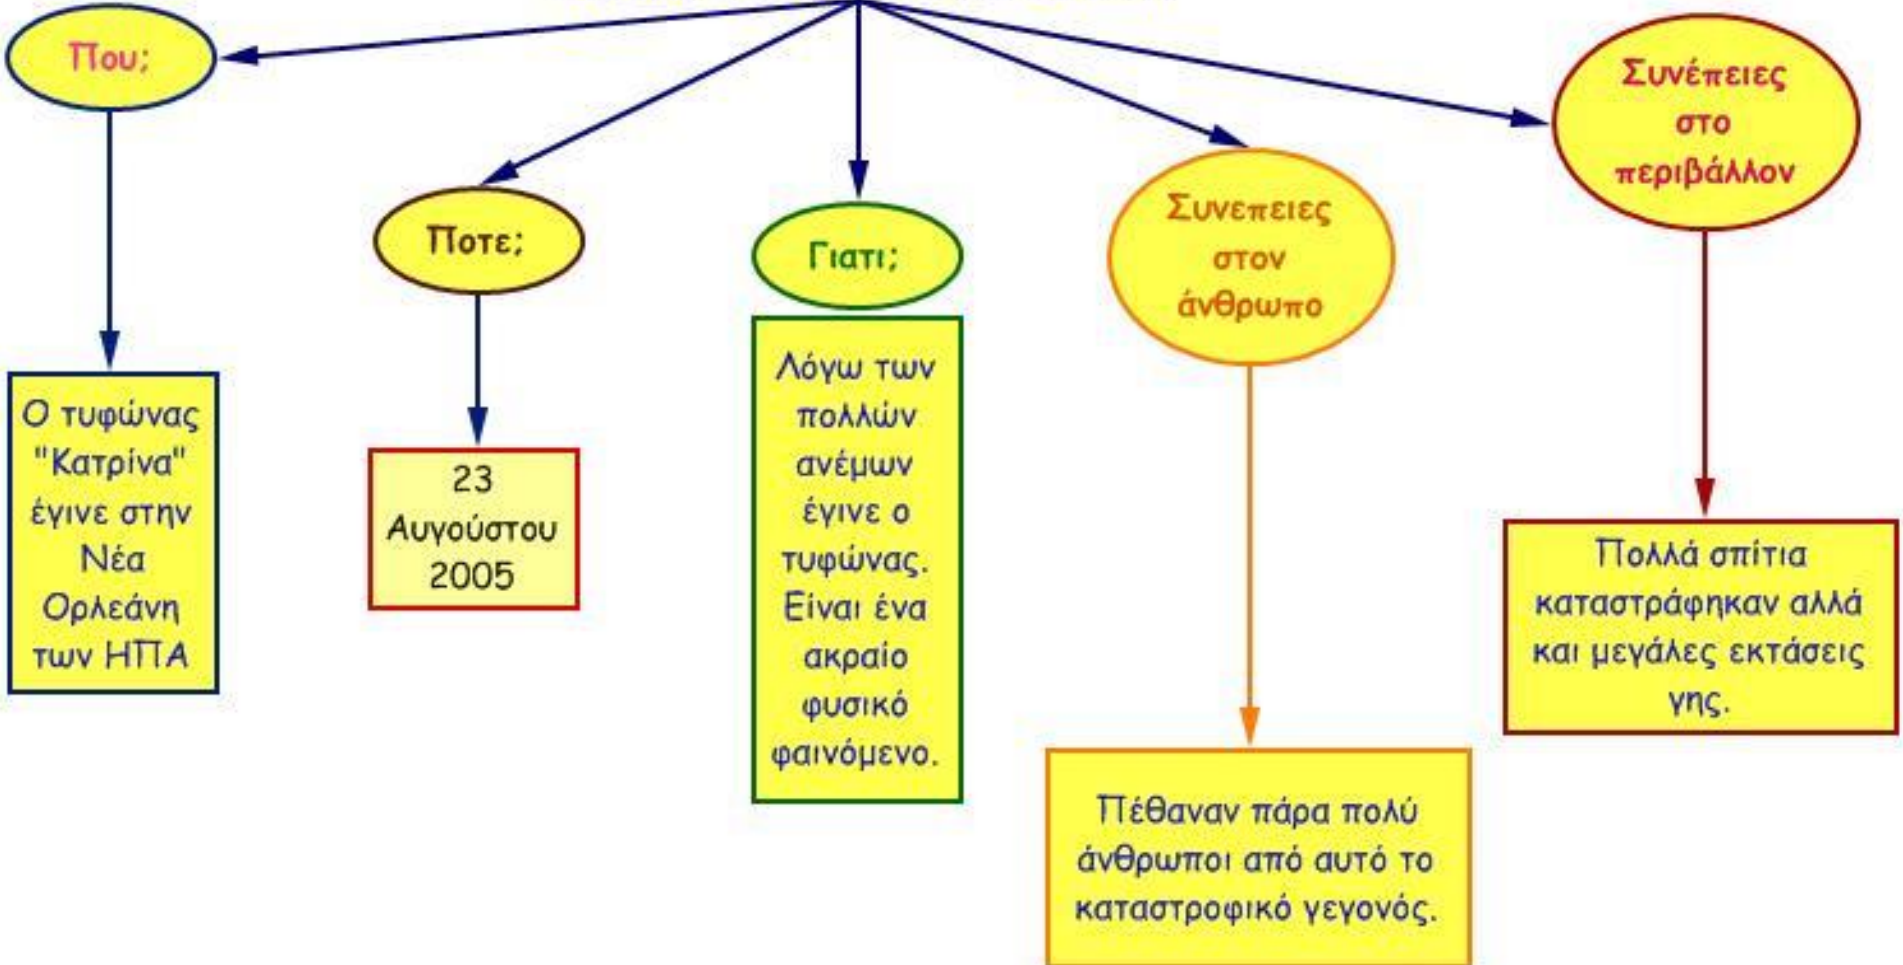 Που;
Ο τυφώνας
"Κατρίνα"
έγινε στην
Νέα
Ορλεάνη
των ΗΠΑ
Ποτε;
23
Αυγούστου
2005
Γιατι;
Λόγω των
πολλών
ανέμων
έγινε ο
τυφώνας.
Είναι ένα
ακραίο
φυσικό
φαινόμενο.
Συνεπειες
στον
άνθρωπο
Πέθαναν πάρα πολύ
άνθρωποι από αυτό το
καταστροφικό γεγονός.
Συνέπειες
στο
περιβάλλον
Πολλά σπίτια
καταστράφηκαν αλλά
και μεγάλες εκτάσεις
γης.